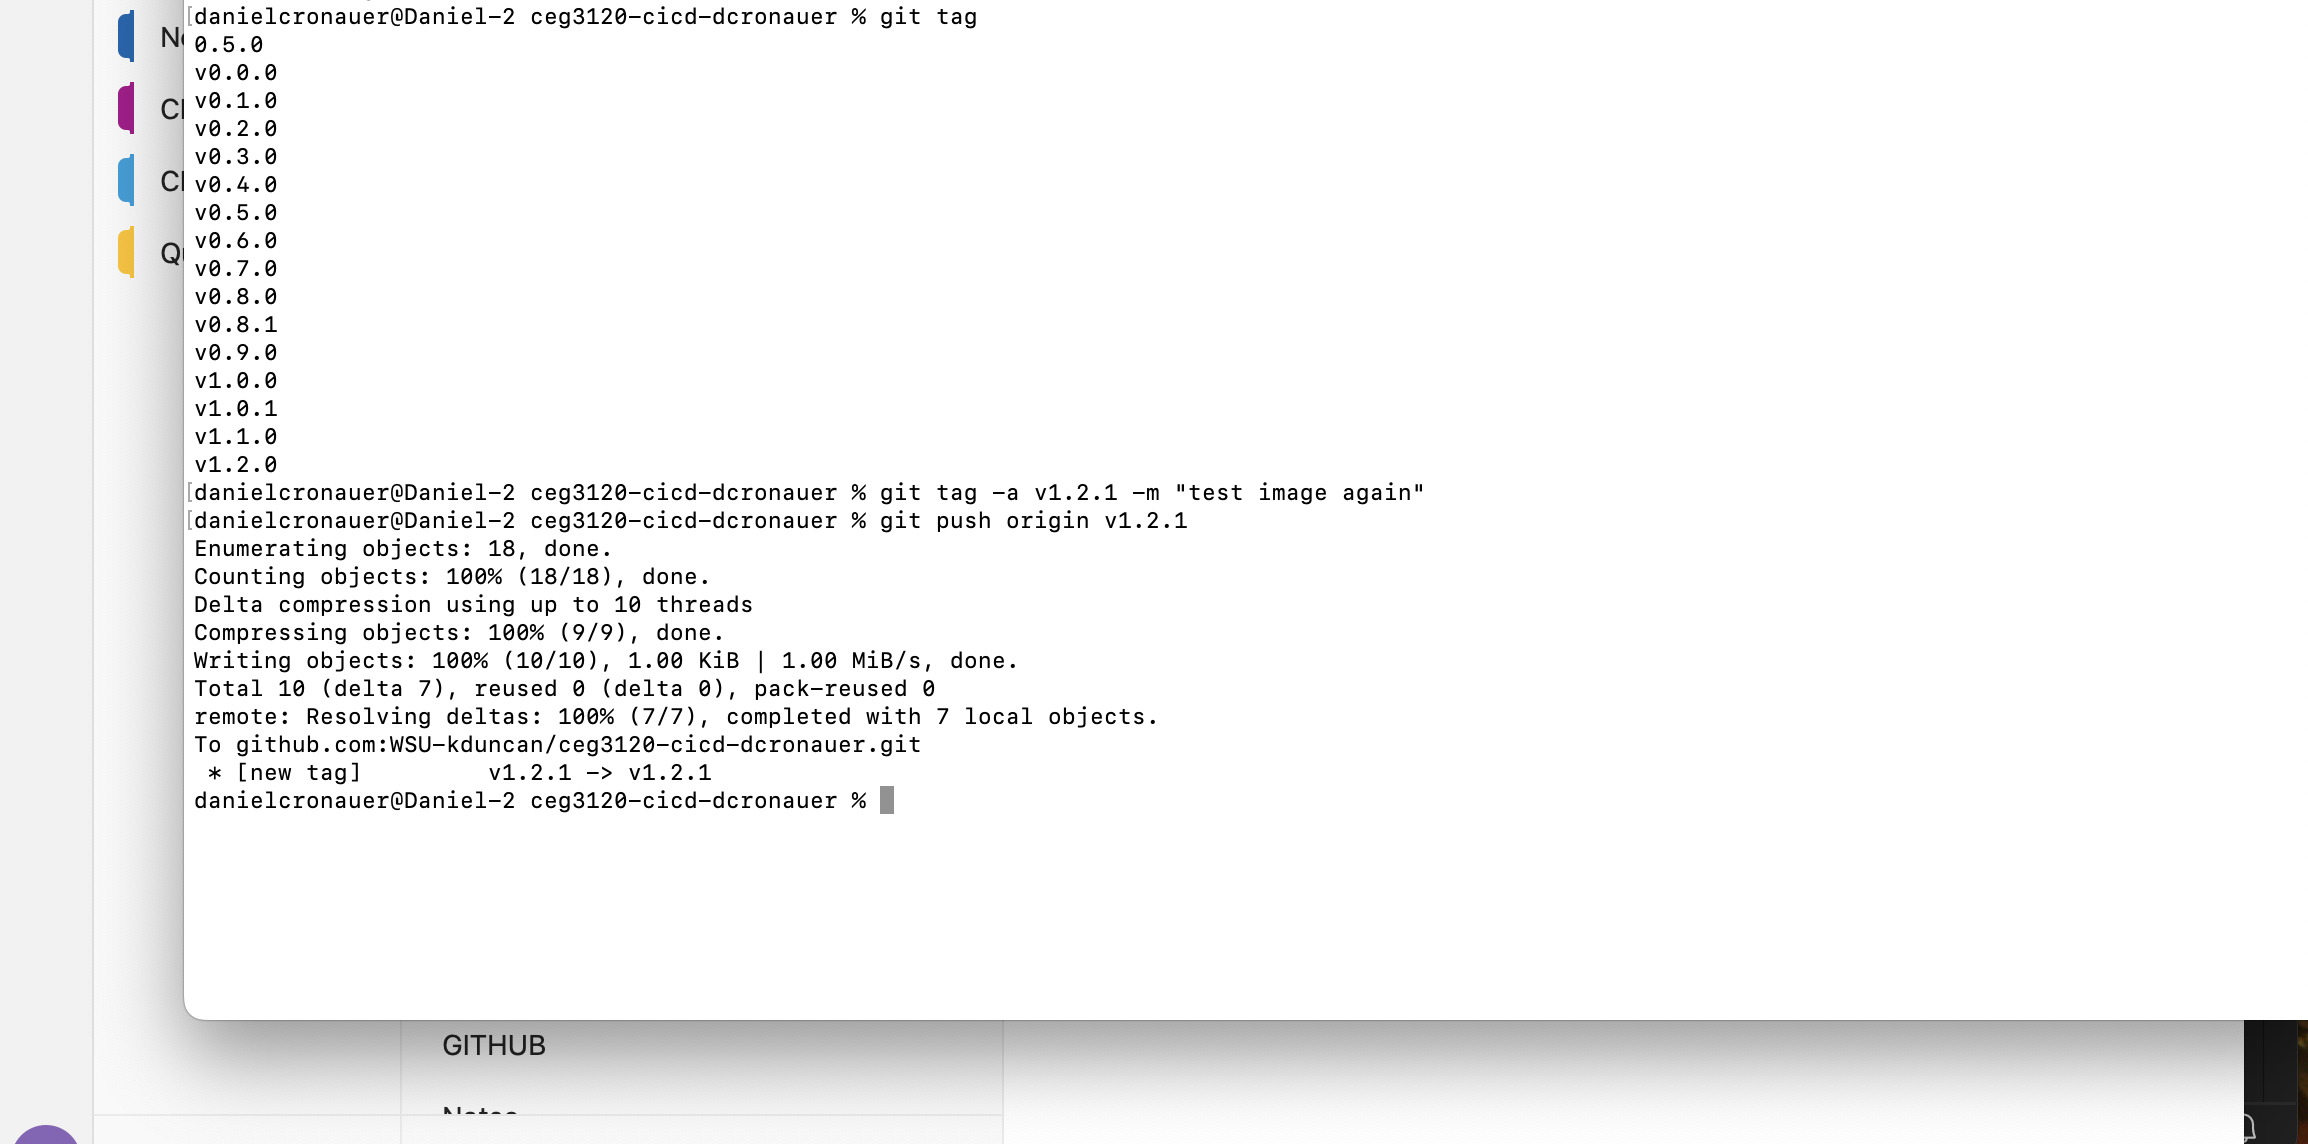 danielcronauer@Daniel-2 ceg3120-cicd-dcronauer % git tag
0.5.0
v0.0.0
v0.1.0
v0.2.0
v0.3.0
v0.4.0
v0.5.0
v0.6.0
v0.7.0
v0.8.0
v0.8.1
v0.9.0
v1.0.0
v1.0.1
v1.1.0
v1.2.0
danielcronauer@Daniel-2 ceg3120-cicd-dcronauer % git tag -a v1.2.1 -m "test image again"
danielcronauer@Daniel-2 ceg3120-cicd-dcronauer % git push origin v1.2.1
Enumerating objects: 18, done.
Counting objects: 100% (18/18), done.
Delta compression using up to 10 threads
Compressing objects: 100% (9/9), done.
Writing objects: 100% (10/10), 1.00 KiB | 1.00 MiB/s, done.
Total 10 (delta 7), reused 0 (delta 0), pack-reused 0
remote: Resolving deltas: 100% (7/7), completed with 7 local objects.
To github.com:WSU-kduncan/ceg3120-cicd-dcronauer.git
 * [new tag]         v1.2.1 -> v1.2.1
danielcronauer@Daniel-2 ceg3120-cicd-dcronauer %
GITHUB
Notes